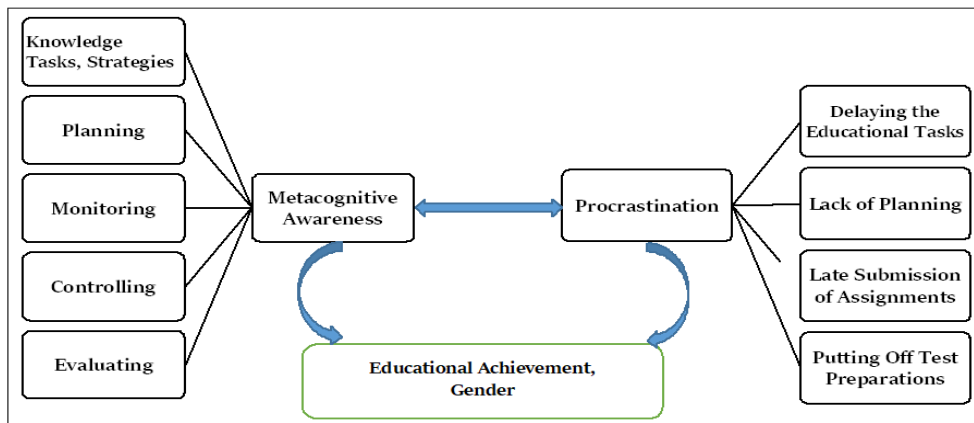 Knowledge
Tasks, Strategies
Planning
Monitoring
Controlling
Evaluating
Metacognitive
Awareness
Procrastination
Educational Achievement,
Gender
Delaying the
Educational Tasks
Lack of Planning
Late Submission
of Assignments
Putting Off Test
Preparations